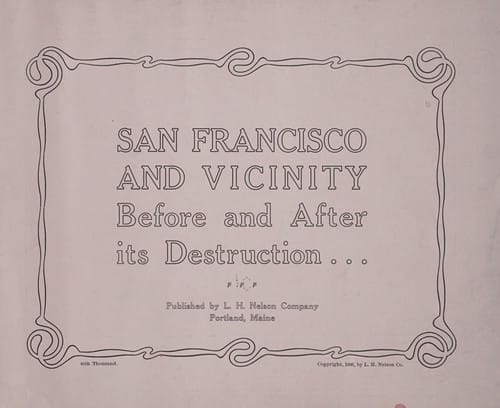 SAN FRANCISCO
AND VICINITY
Before and After
its Destruction...
Published by L. H. Nelson Company
Portland, Maine
Copyright, 1906, by L. H. Nelson Co.